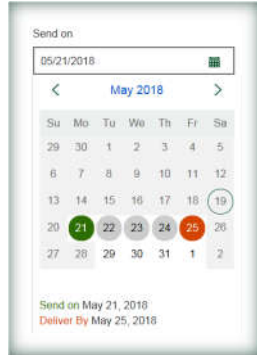 Send on
05/21/2018
May 2018
Su Mo Tu We Th Fr Sa
29 30 1 2 3 4 5
6 7 8 9 10 11 12
13 14 15 16 17 18 19
20 21 22 23 24 25 26
27 28 29 30 31 1 2
Send on May 21, 2018
Deliver By May 25, 2018